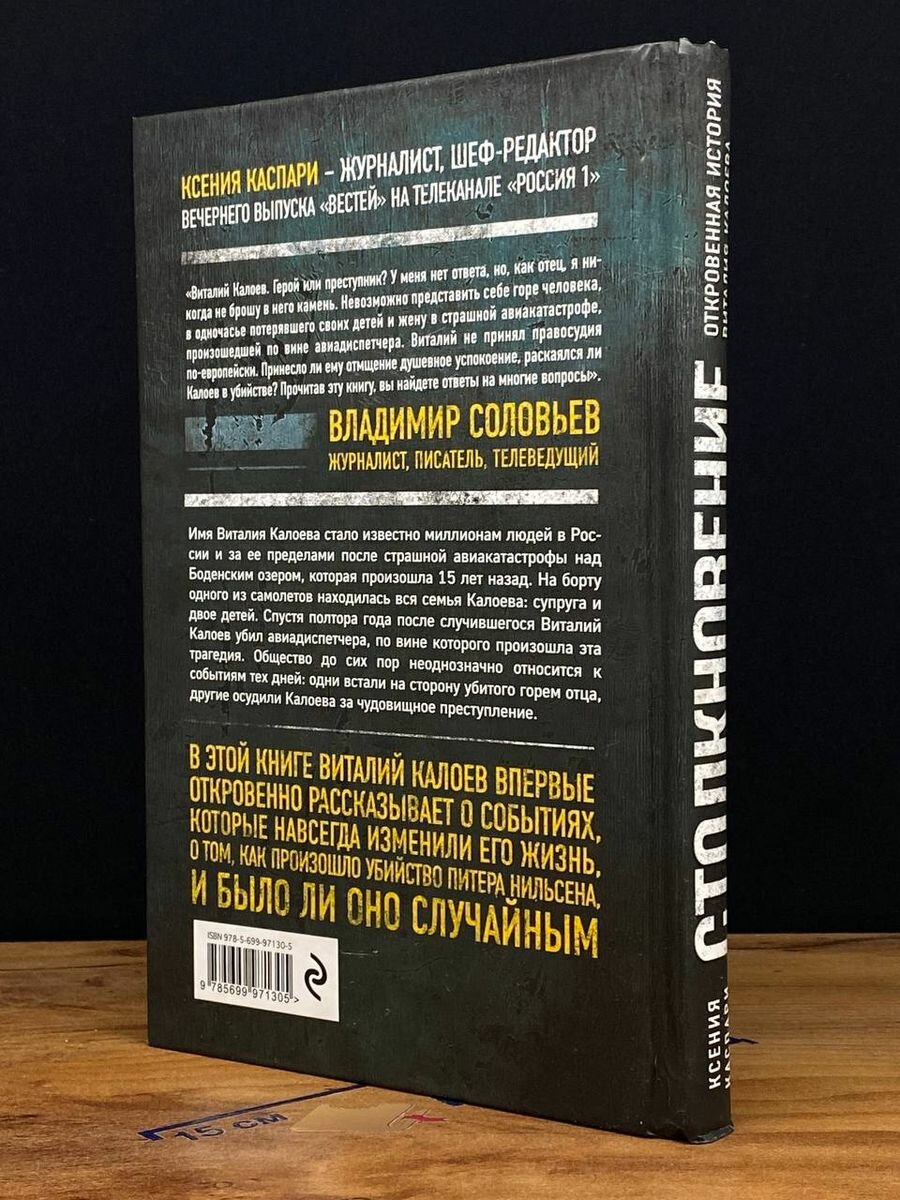 КСЕНИЯ КАСПАРИ – ЖУРНАЛИСТ, ШЕФ-РЕДАКТОР
ВЕЧЕРНЕГО ВЫПУСКА «ВЕСТЕЙ» НА ТЕЛЕКАНАЛЕ «РОССИЯ 1»
«Виталий Калоев. Герой или преступник? У меня нет ответа, но, как отец, я ни-
когда не брошу в него камень. Невозможно представить себе горе человека,
в одночасье потерявшего своих детей и жену в страшной авиакатастрофе,
произошедшей по вине авиадиспетчера. Виталий не принял правосудия
по-европейски. Принесло ли ему отмщение душевное успокоение, раскаялся ли
Калоев в убийстве? Прочитав эту книгу, вы найдете ответы на многие вопросы».
ВЛАДИМИР СОЛОВЬЕВ
ЖУРНАЛИСТ, ПИСАТЕЛЬ, ТЕЛЕВЕДУЩИЙ
Имя Виталия Калоева стало известно миллионам людей в Рос-
сии и за ее пределами после страшной авиакатастрофы над
Боденским озером, которая произошла 15 лет назад. На борту
одного из самолетов находилась вся семья Калоева: супруга и
двое детей. Спустя полтора года после случившегося Виталий
Калоев убил авиадиспетчера, по вине которого произошла эта
трагедия. Общество до сих пор неоднозначно относится к
событиям тех дней: одни встали на сторону убитого горем отца,
другие осудили Калоева за чудовищное преступление.
В ЭТОЙ КНИГЕ ВИТАЛИЙ КАЛОЕВ ВПЕРВЫЕ
ОТКРОВЕННО РАССКАЗЫВАЕТ О СОБЫТИЯХ,
КОТОРЫЕ НАВСЕГДА ИЗМЕНИЛИ ЕГО ЖИЗНЬ,
О ТОМ, КАК ПРОИЗОШЛО УБИЙСТВО ПИТЕРА НИЛЬСЕНА,
И БЫЛО ЛИ ОНО СЛУЧАЙНЫМ
ISBN 978-5-699-97130-5
9 785699 971305 >
КСЕНИЯ
КАСПАРИ
СТОЛКНОВЕНИЕ
ОТКРОВЕННАЯ ИСТОРИЯ
ВИТАЛИЯ КАЛОЕВА
15 СМ